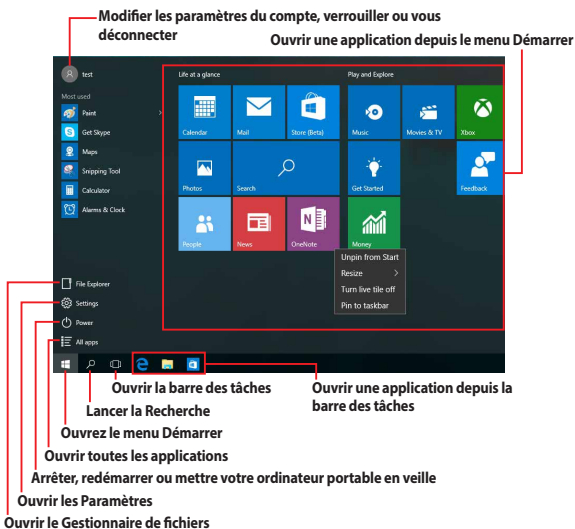 Modifier les paramètres du compte, verrouiller ou vous
déconnecter
Ouvrir une application depuis le menu Démarrer
test
Life at a glance
Play and Explore
Most used
Paint
Get Skype
Maps
Snipping Tool
Calculator
Alarms & Clock
Calendar
Mail
Store (Beta)
Music
Movies & TV
Xbox
Photos
Search
Get Started
Feedback
People
News
OneNote
Money
Unpin from Start
Resize
Turn live tile off
Pin to taskbar
File Explorer
Settings
Power
All apps
Ouvrir la barre des tâches
Ouvrir une application depuis la
barre des tâches
Lancer la Recherche
Ouvrez le menu Démarrer
Ouvrir toutes les applications
Arrêter, redémarrer ou mettre votre ordinateur portable en veille
Ouvrir les Paramètres
Ouvrir le Gestionnaire de fichiers